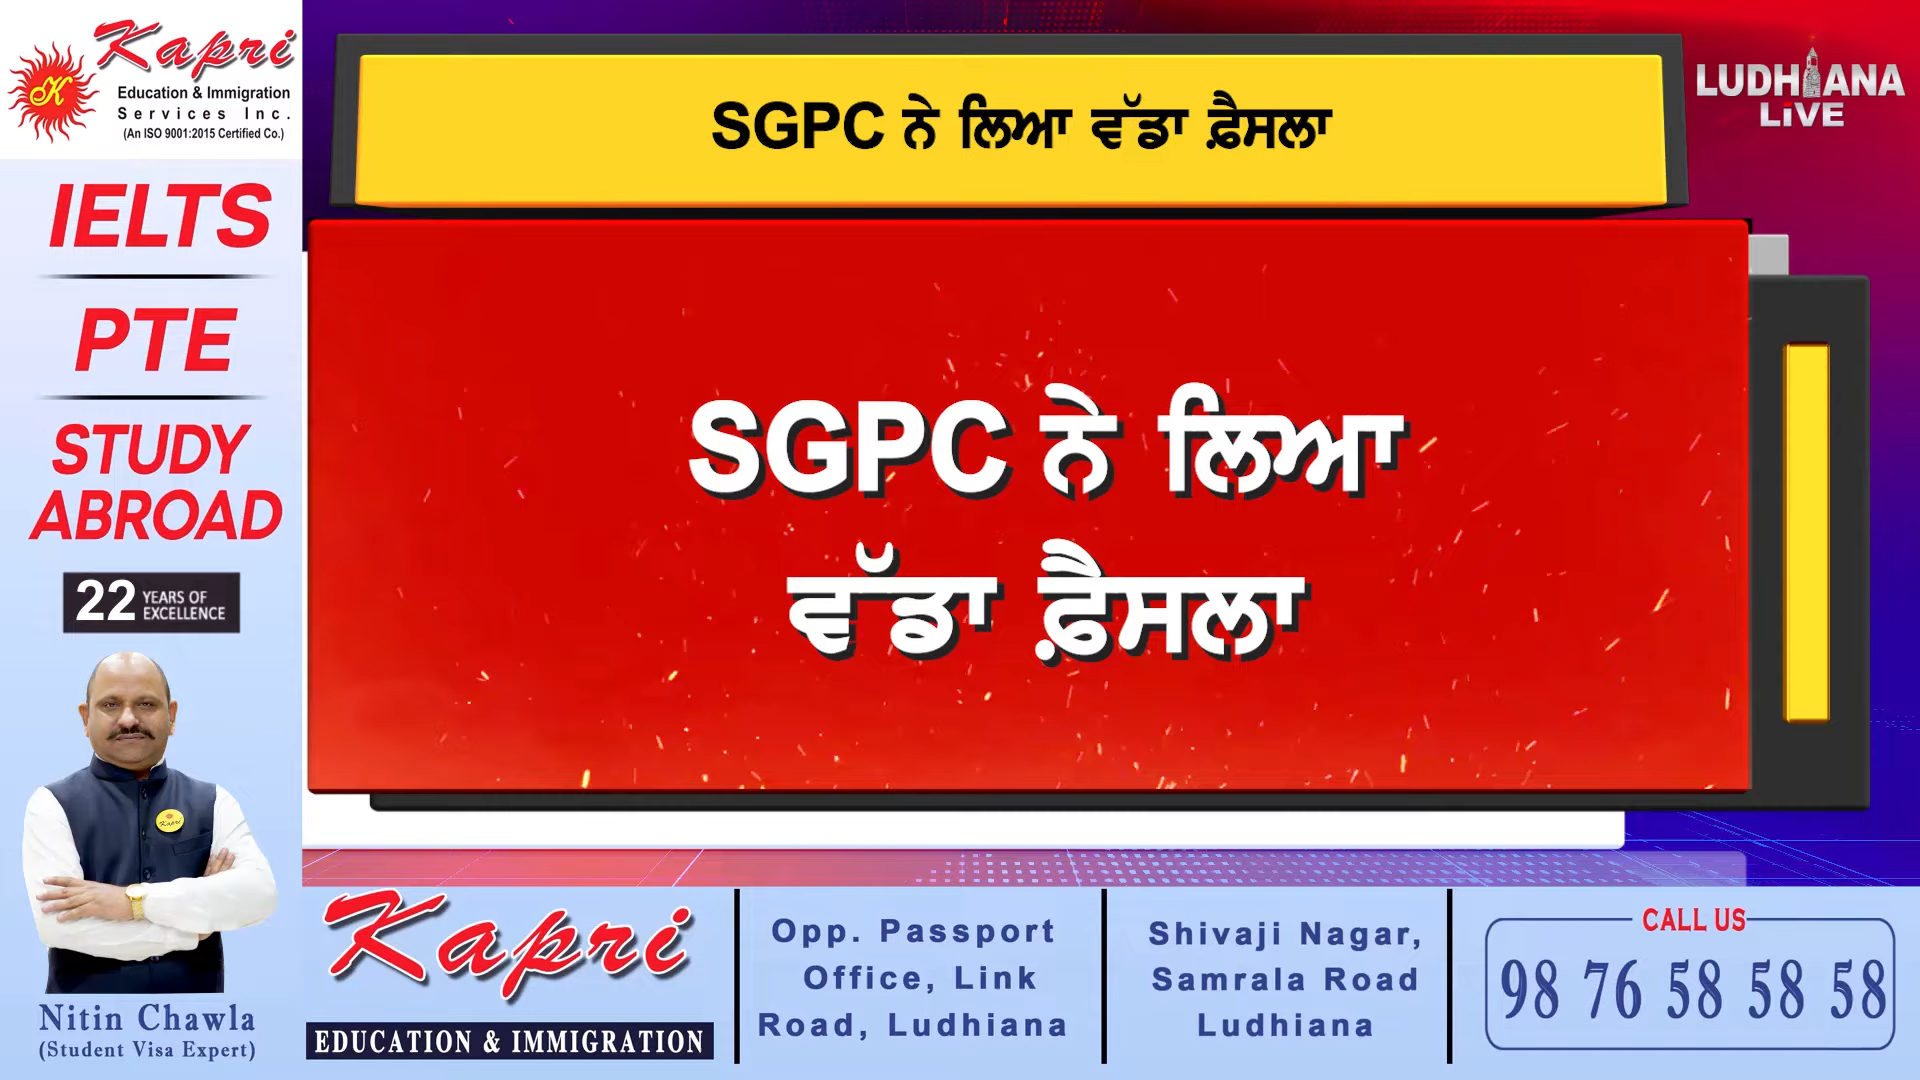 Kapri
K
Education & Immigration
Services Inc.
(An ISO 9001:2015 Certified Co.)
IELTS
PTE
STUDY
ABROAD
22 YEARS OF
EXCELLENCE
Kapri
Nitin Chawla
(Student Visa Expert)
SGPC ਨੇ ਲਿਆ ਵੱਡਾ ਫ਼ੈਸਲਾ
LUDHIANA
LiVE
SGPC ਨੇ ਲਿਆ
ਵੱਡਾ ਫ਼ੈਸਲਾ
Kapri
EDUCATION & IMMIGRATION
Opp. Passport
Office, Link
Road, Ludhiana
Shivaji Nagar,
Samrala Road
Ludhiana
CALL US
98 76 58 58 58